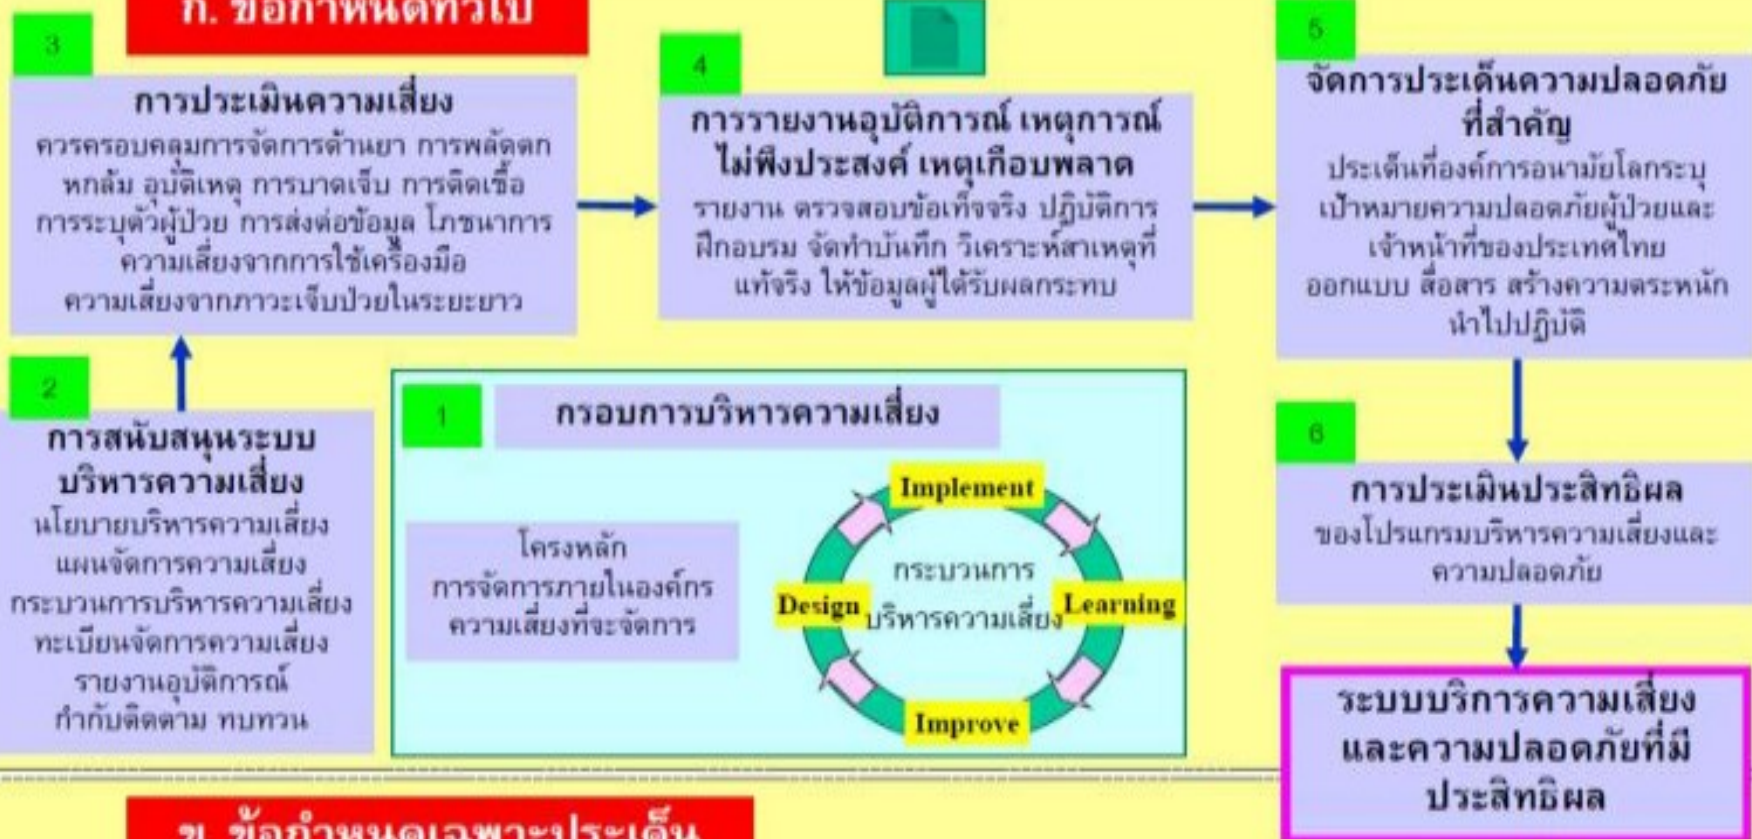 ก. ข้อกำหนดทั่วไป
3
การประเมินความเสี่ยง
ควรครอบคลุมการจัดการด้านยา การพลัดตก
หกล้ม อุบัติเหตุ การบาดเจ็บ การติดเชื้อ
การระบุตัวผู้ป่วย การส่งต่อข้อมูล โภชนาการ
ความเสี่ยงจากการใช้เครื่องมือ
ความเสี่ยงจากภาวะเจ็บป่วยในระยะยาว
4
การรายงานอุบัติการณ์ เหตุการณ์
ไม่พึงประสงค์ เหตุเกือบพลาด
รายงาน ตรวจสอบข้อเท็จจริง ปฏิบัติการ
ฝึกอบรม จัดทำบันทึก วิเคราะห์สาเหตุที่
แท้จริง ให้ข้อมูลผู้ได้รับผลกระทบ
5
จัดการประเด็นความปลอดภัย
ที่สำคัญ
ประเด็นที่องค์การอนามัยโลกระบุ
เป้าหมายความปลอดภัยผู้ป่วยและ
เจ้าหน้าที่ของประเทศไทย
ออกแบบ สื่อสาร สร้างความตระหนัก
นำไปปฏิบัติ
2
การสนับสนุนระบบ
บริหารความเสี่ยง
นโยบายบริหารความเสี่ยง
แผนจัดการความเสี่ยง
กระบวนการบริหารความเสี่ยง
ทะเบียนจัดการความเสี่ยง
รายงานอุบัติการณ์
กำกับติดตาม ทบทวน
1
กรอบการบริหารความเสี่ยง
โครงหลัก
การจัดการภายในองค์กร
ความเสี่ยงที่จะจัดการ
Implement
กระบวนการ
บริหารความเสี่ยง
Design
Learning
Improve
6
การประเมินประสิทธิผล
ของโปรแกรมบริหารความเสี่ยงและ
ความปลอดภัย
ระบบบริการความเสี่ยง
และความปลอดภัยที่มี
ประสิทธิผล
ข. ข้อกำหนดเฉพาะประเด็น